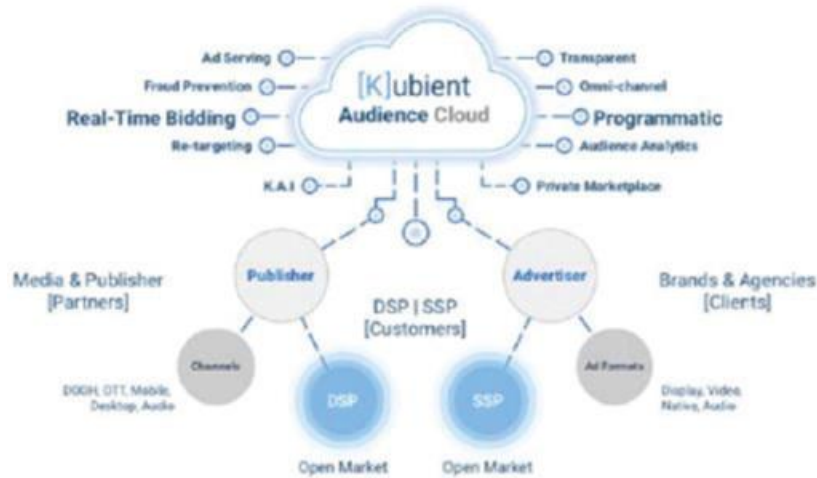 Ad Serving
Transparent
Fraud Prevention
[K]ubient
Omni-channel
Real-Time Bidding
Audience Cloud
Programmatic
Re-targeting
Audience Analytics
K.A.I
Private Marketplace
Publisher
Advertiser
Media & Publisher
[Partners]
Brands & Agencies
[Clients]
DSP | SSP
[Customers]
Channels
Ad Formats
DOOH, OTT, Mobile,
Desktop, Audio
DSP
SSP
Display, Video,
Native, Audio
Open Market
Open Market